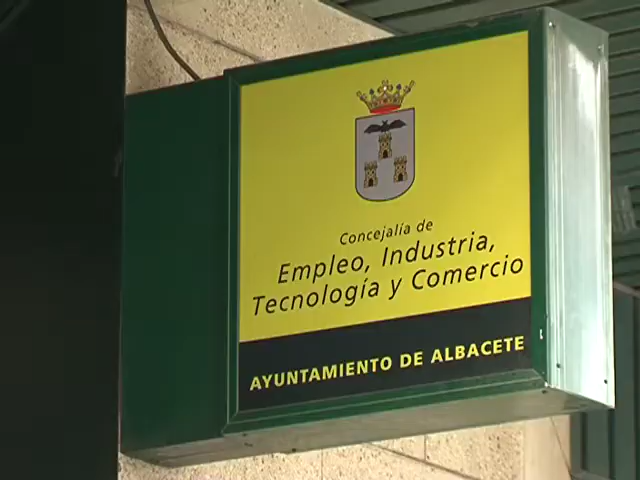 Concejalía de
Empleo, Industria,
Tecnología y Comercio
AYUNTAMIENTO DE ALBACETE